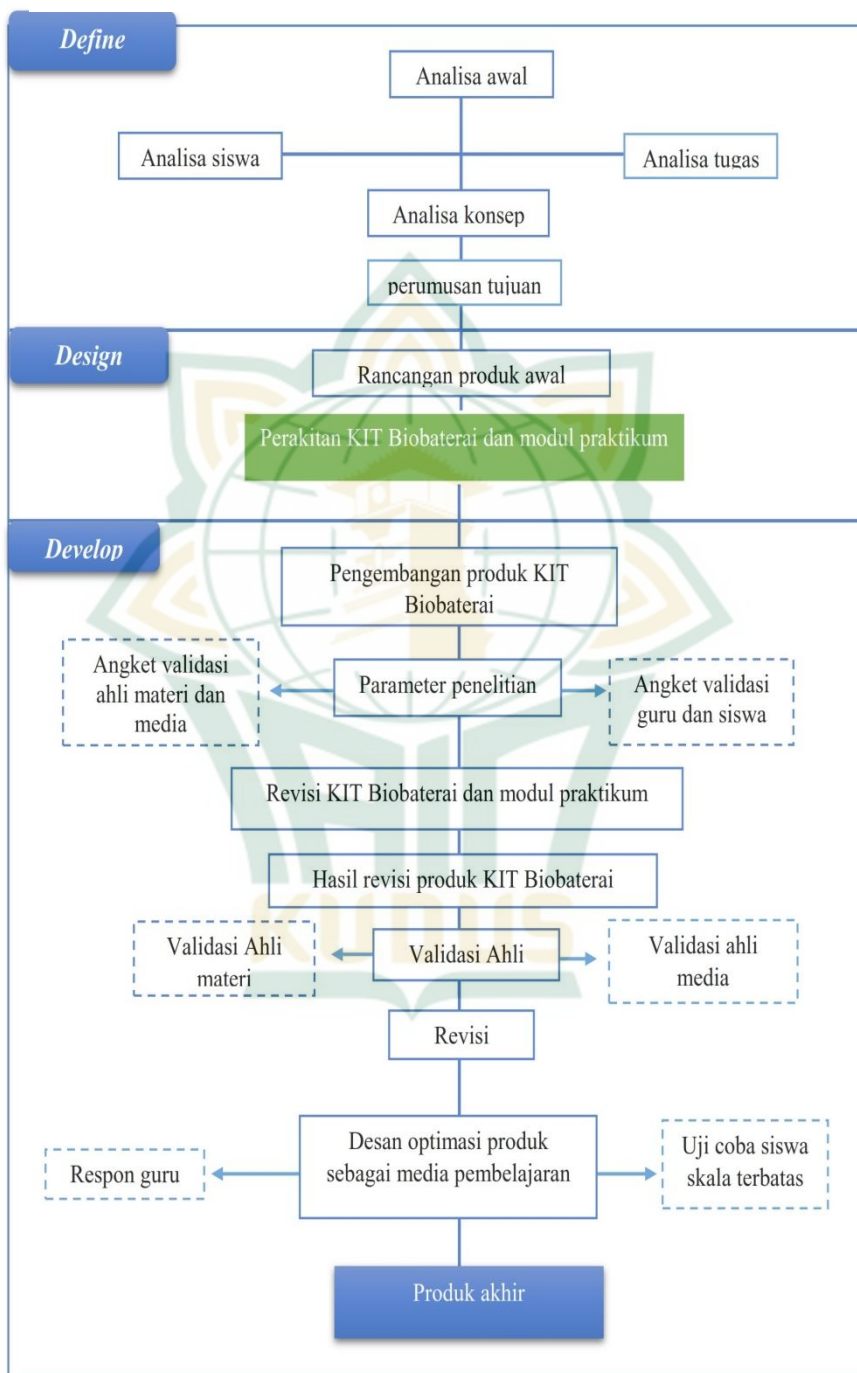 Define
Analisa awal
Analisa siswa
Analisa tugas
Analisa konsep
perumusan tujuan
Design
Rancangan produk awal
Perakitan KIT Biobaterai dan modul praktikum
Develop
Pengembangan produk KIT
Biobaterai
Angket validasi
ahli materi dan
media
Parameter penelitian
Angket validasi
guru dan siswa
Revisi KIT Biobaterai dan modul praktikum
Hasil revisi produk KIT Biobaterai
KUDUS
Validasi Ahli
materi
Validasi Ahli
Validasi ahli
media
Revisi
Respon guru
Desan optimasi produk
sebagai media pembelajaran
Uji coba siswa
skala terbatas
Produk akhir